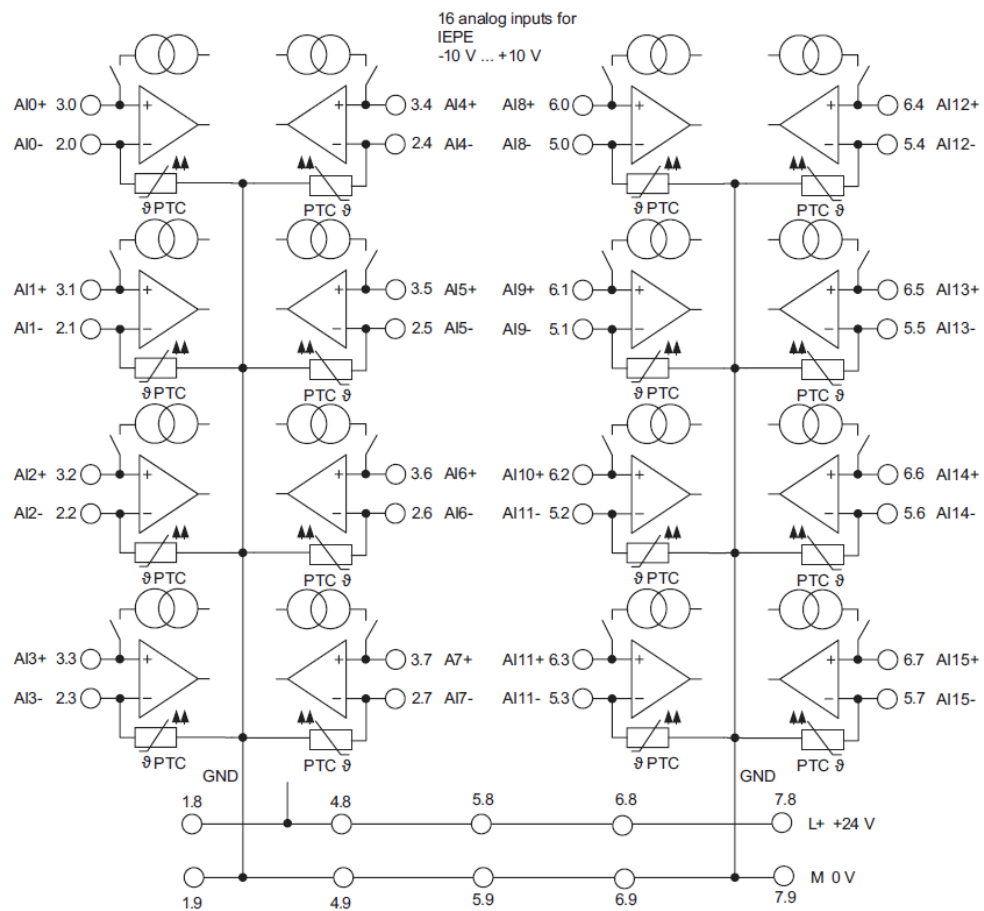 16 analog inputs for
IEPE
-10 V ... +10 V
AI0+ 3.0 + + 3.4 AI4+ AI8+ 6.0 + + 6.4 AI12+
AI0- 2.0 − − 2.4 AI4- AI8- 5.0 − − 5.4 AI12-
ϑ PTC PTC ϑ ϑ PTC PTC ϑ
AI1+ 3.1 + + 3.5 AI5+ AI9+ 6.1 + + 6.5 AI13+
AI1- 2.1 − − 2.5 AI5- AI9- 5.1 − − 5.5 AI13-
ϑ PTC PTC ϑ ϑ PTC PTC ϑ
AI2+ 3.2 + + 3.6 AI6+ AI10+ 6.2 + + 6.6 AI14+
AI2- 2.2 − − 2.6 AI6- AI11- 5.2 − − 5.6 AI14-
ϑ PTC PTC ϑ ϑ PTC PTC ϑ
AI3+ 3.3 + + 3.7 A7+ AI11+ 6.3 + + 6.7 AI15+
AI3- 2.3 − − 2.7 AI7- AI11- 5.3 − − 5.7 AI15-
ϑ PTC PTC ϑ ϑ PTC PTC ϑ
GND GND
1.8 4.8 5.8 6.8 7.8
L+ +24 V
M 0 V
1.9 4.9 5.9 6.9 7.9